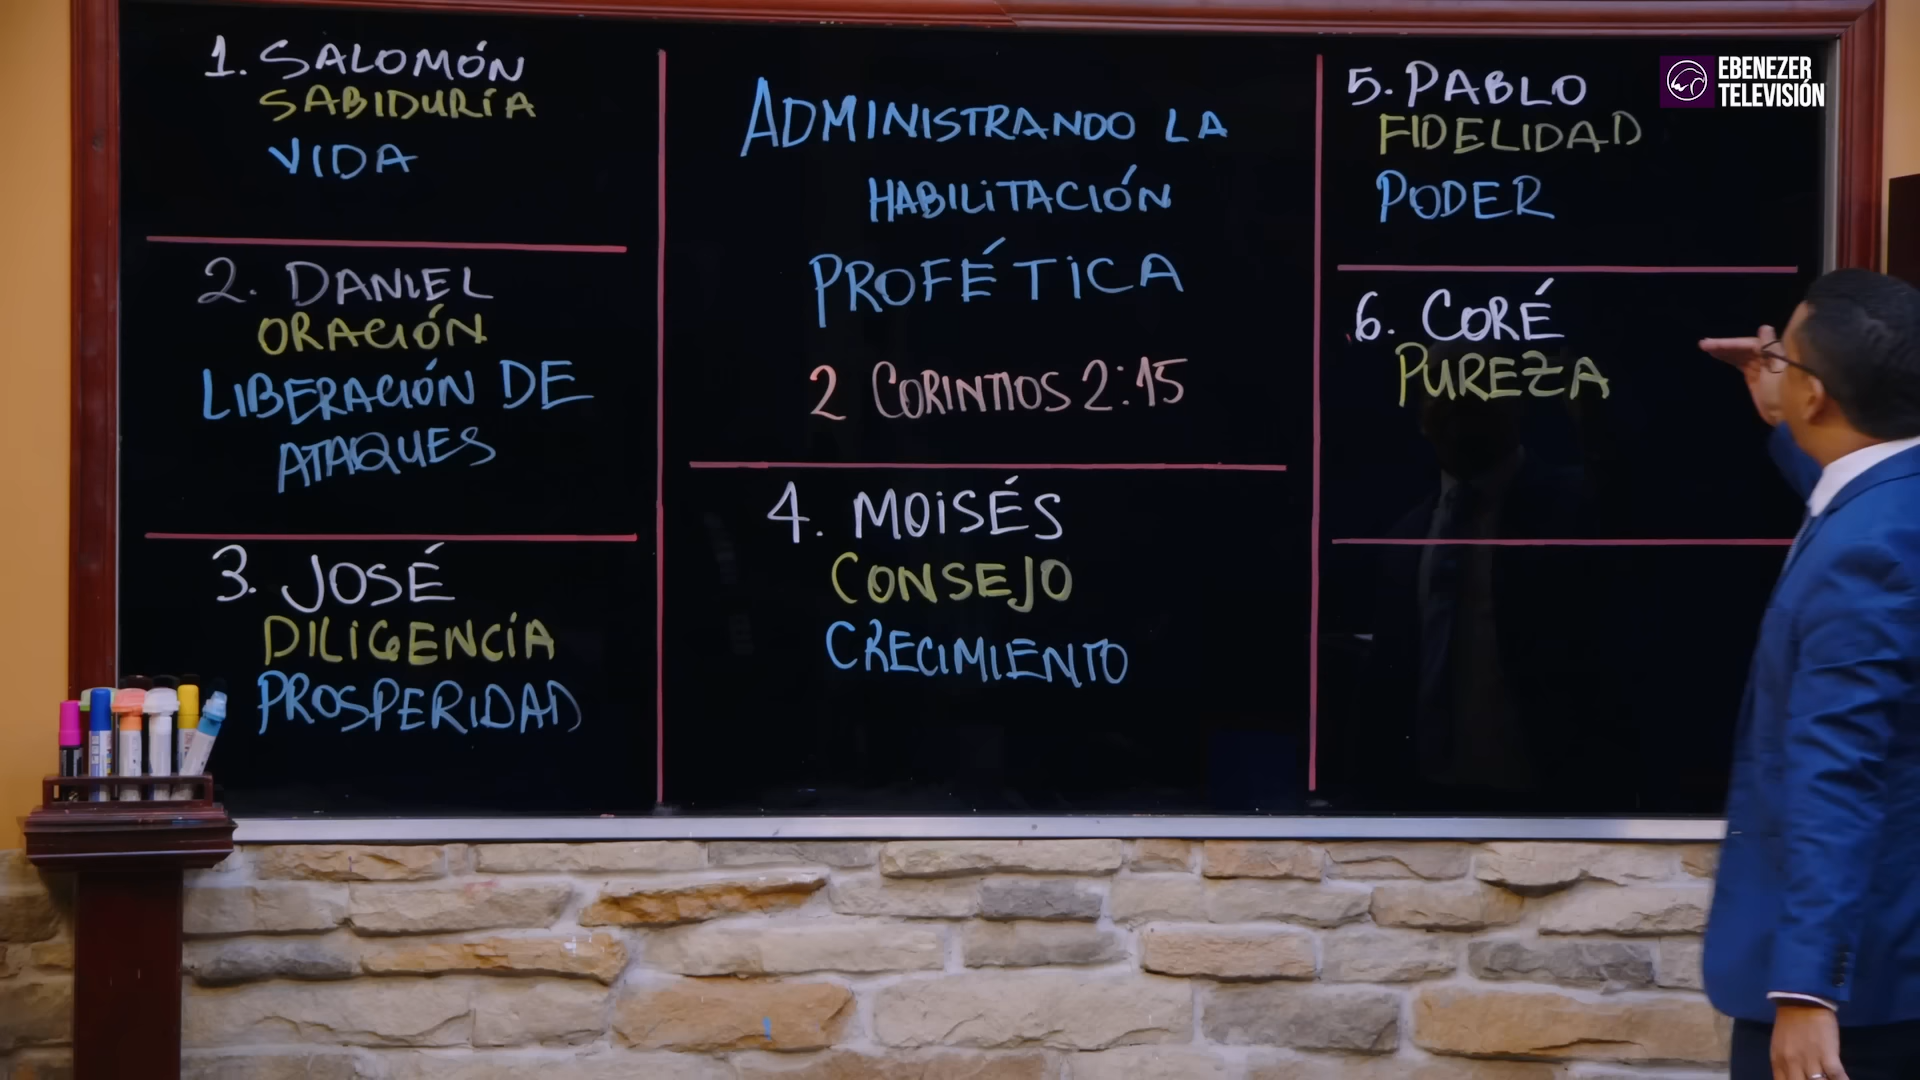 1. SALOMÓN
SABIDURÍA
VIDA
2. DANIEL
ORACIÓN
LIBERACIÓN DE
ATAQUES
3. JOSÉ
DILIGENCIA
PROSPERIDAD
ADMINISTRANDO LA
HABILITACIÓN
PROFÉTICA
2 CORINTIOS 2:15
4. MOISÉS
CONSEJO
CRECIMIENTO
5. PABLO
FIDELIDAD
PODER
6. CORÉ
PUREZA
EBENEZER
TELEVISIÓN